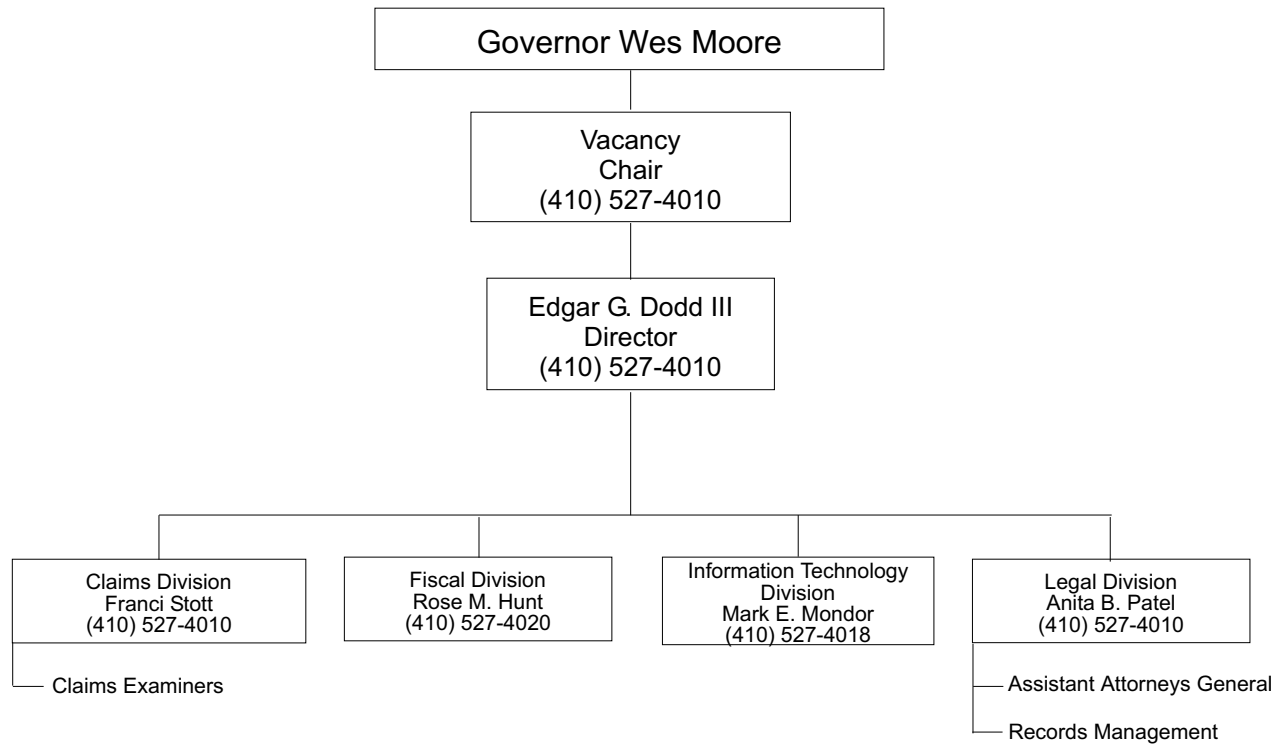 Governor Wes Moore
Vacancy
Chair
(410) 527-4010
Edgar G. Dodd III
Director
(410) 527-4010
Claims Division
Franci Stott
(410) 527-4010
Claims Examiners
Fiscal Division
Rose M. Hunt
(410) 527-4020
Information Technology
Division
Mark E. Mondor
(410) 527-4018
Legal Division
Anita B. Patel
(410) 527-4010
Assistant Attorneys General
Records Management